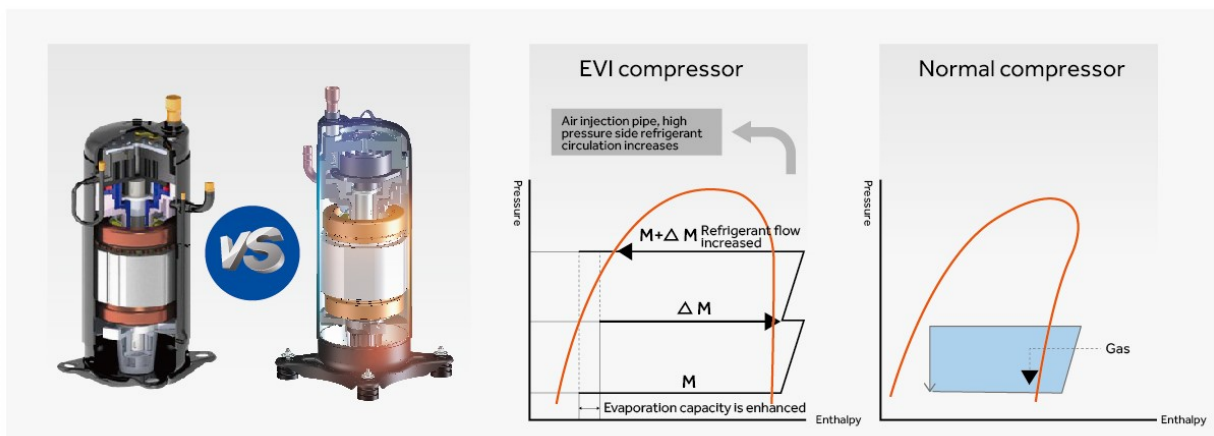 VS
EVI compressor
Air injection pipe, high
pressure side refrigerant
circulation increases
Pressure
M+△ M Refrigerant flow
increased
△ M
M
Evaporation capacity is enhanced
Enthalpy
Normal compressor
Pressure
Gas
Enthalpy